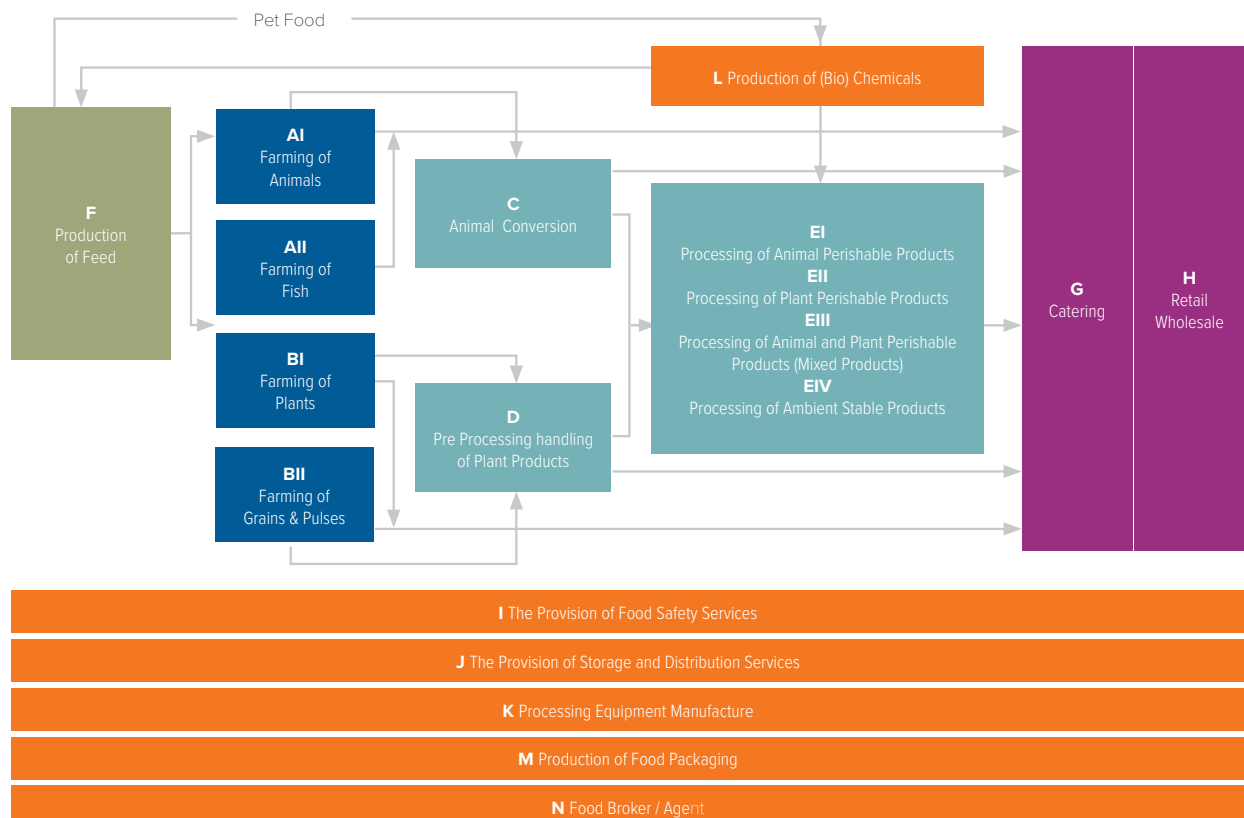 Pet Food
L Production of (Bio) Chemicals
F
Production
of Feed
AI
Farming of
Animals
AII
Farming of
Fish
BI
Farming of
Plants
BII
Farming of
Grains & Pulses
C
Animal Conversion
D
Pre Processing handling
of Plant Products
EI
Processing of Animal Perishable Products
EII
Processing of Plant Perishable Products
EIII
Processing of Animal and Plant Perishable
Products (Mixed Products)
EIV
Processing of Ambient Stable Products
G
Catering
H
Retail
Wholesale
I The Provision of Food Safety Services
J The Provision of Storage and Distribution Services
K Processing Equipment Manufacture
M Production of Food Packaging
N Food Broker / Agent